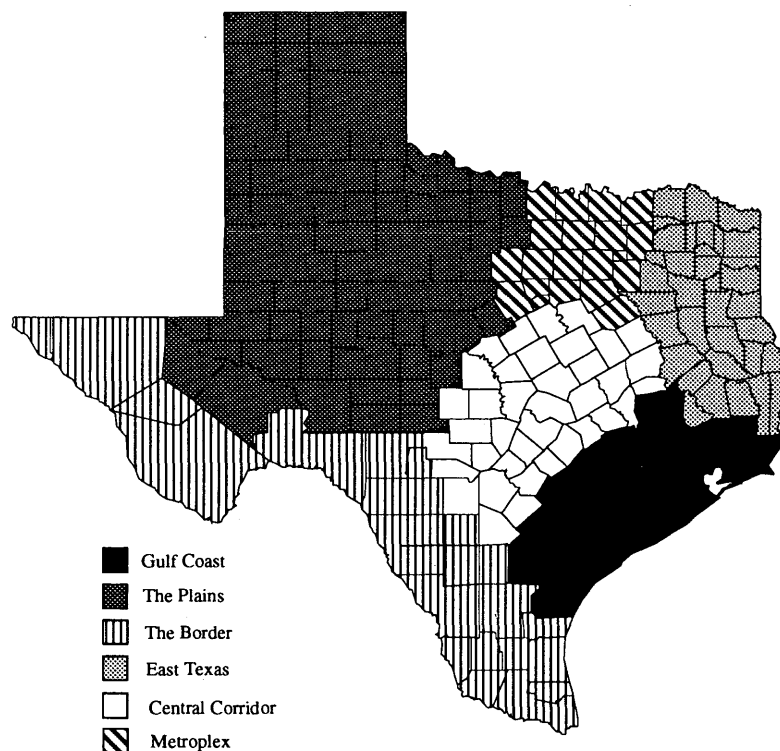 Gulf Coast
The Plains
The Border
East Texas
Central Corridor
Metroplex